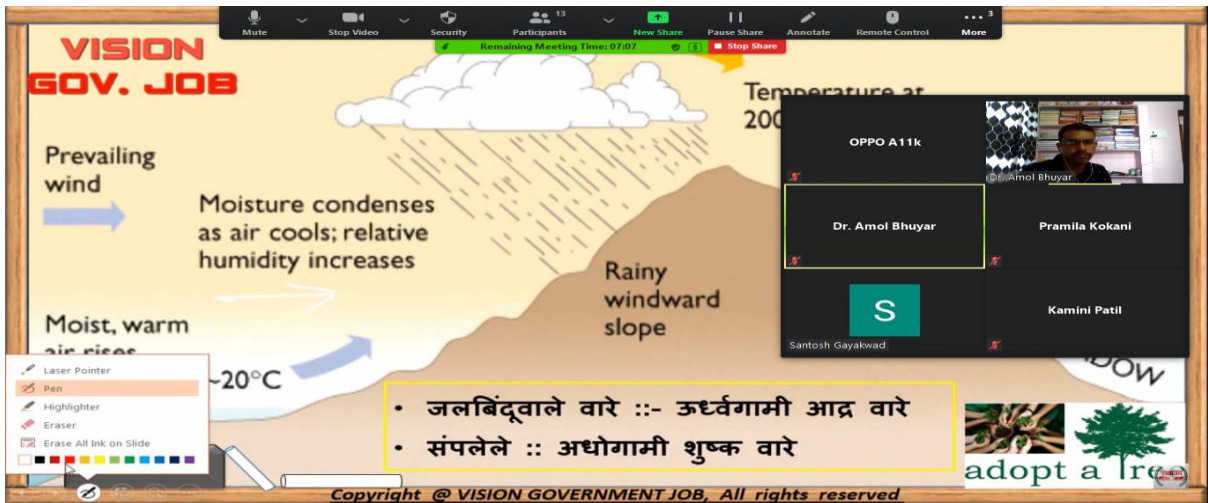 13
3
Mute
Stop Video
Security
Participants
New Share
Pause Share
Annotate
Remote Control
More
Remaining Meeting Time: 07:07
Stop Share
VISION
GOV. JOB
Temperature at
200
Prevailing
wind
Moisture condenses
as air cools; relative
humidity increases
Rainy
windward
slope
Moist, warm
air rises
~20°C
OPPO A11k
Dr. Amol Bhuyar
Dr. Amol Bhuyar
Pramila Kokani
S
Santosh Gayakwad
Kamini Patil
DOW
Laser Pointer
Pen
Highlighter
Eraser
Erase All Ink on Slide
• जलबिंदूवाले वारे ::- ऊर्ध्वगामी आद्र वारे
• संपलेले :: अधोगामी शुष्क वारे
adopt a Tree
Copyright @ VISION GOVERNMENT JOB, All rights reserved